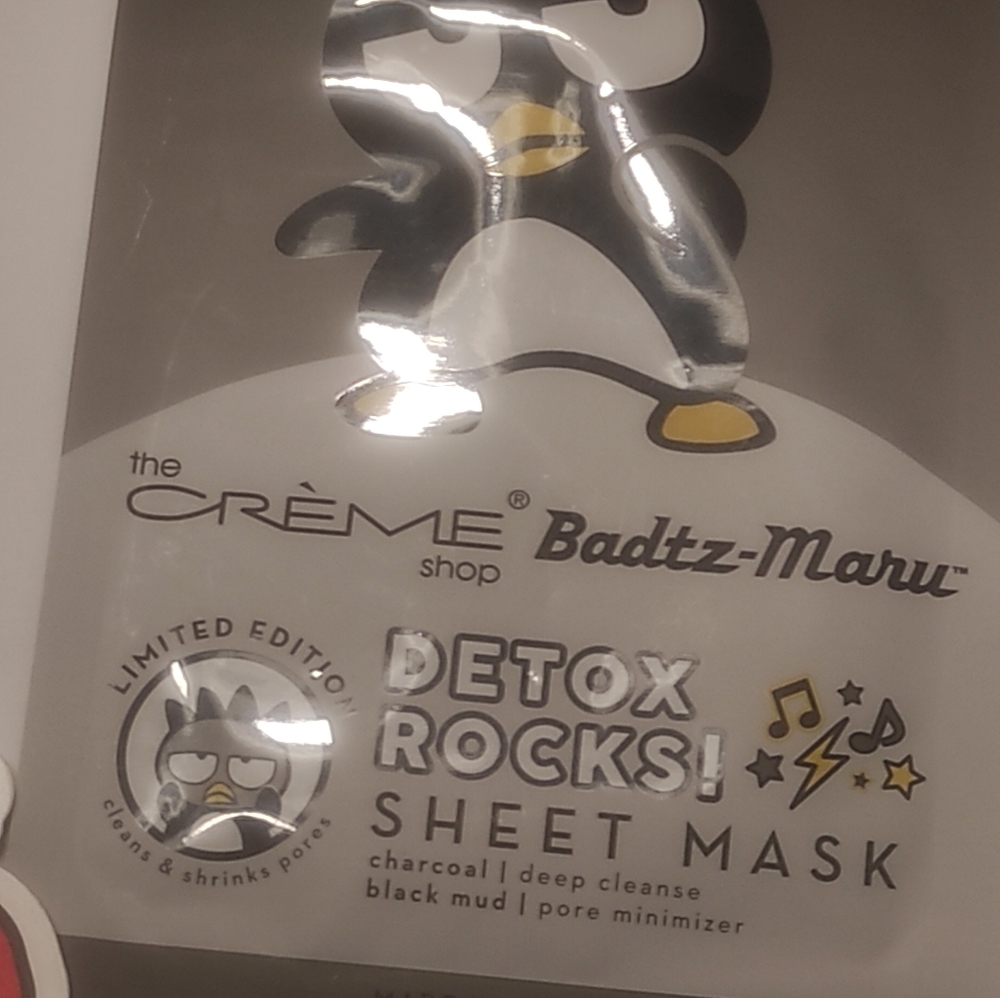 the
CRÈME®
shop
Badtz-Maru™
LIMITED EDITION
cleans & shrinks pores
DETOX
ROCKS!
SHEET MASK
charcoal | deep cleanse
black mud | pore minimizer